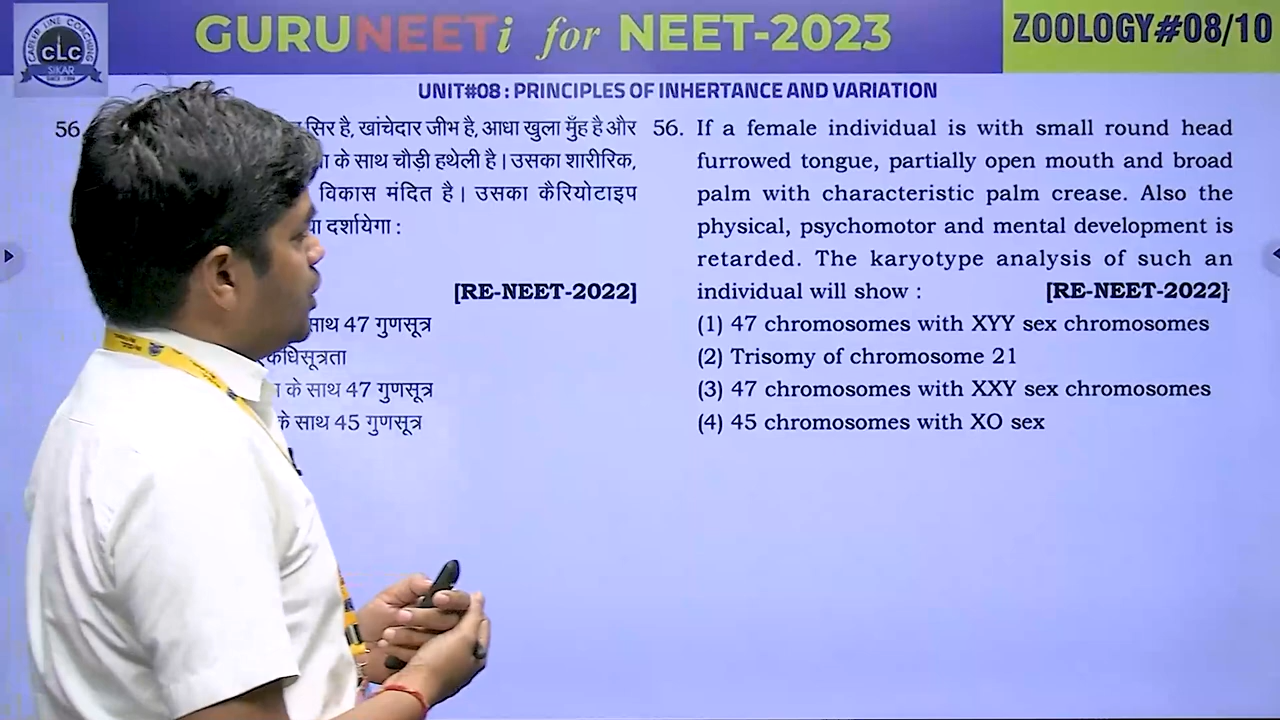 GURUNEETi for NEET-2023
ZOOLOGY#08/10
CAREER LINE COACHING
CLC
SIKAR
UNIT#08 : PRINCIPLES OF INHERTANCE AND VARIATION
56.
सिर है, खांचेदार जीभ है, आधा खुला मुँह है और
के साथ चौड़ी हथेली है। उसका शारीरिक,
विकास मंदित है। उसका कैरियोटाइप
दर्शायेगा :
[RE-NEET-2022]
साथ 47 गुणसूत्र
के साथ 47 गुणसूत्र
के साथ 45 गुणसूत्र
56. If a female individual is with small round head
furrowed tongue, partially open mouth and broad
palm with characteristic palm crease. Also the
physical, psychomotor and mental development is
retarded. The karyotype analysis of such an
individual will show : [RE-NEET-2022]
(1) 47 chromosomes with XYY sex chromosomes
(2) Trisomy of chromosome 21
(3) 47 chromosomes with XXY sex chromosomes
(4) 45 chromosomes with XO sex